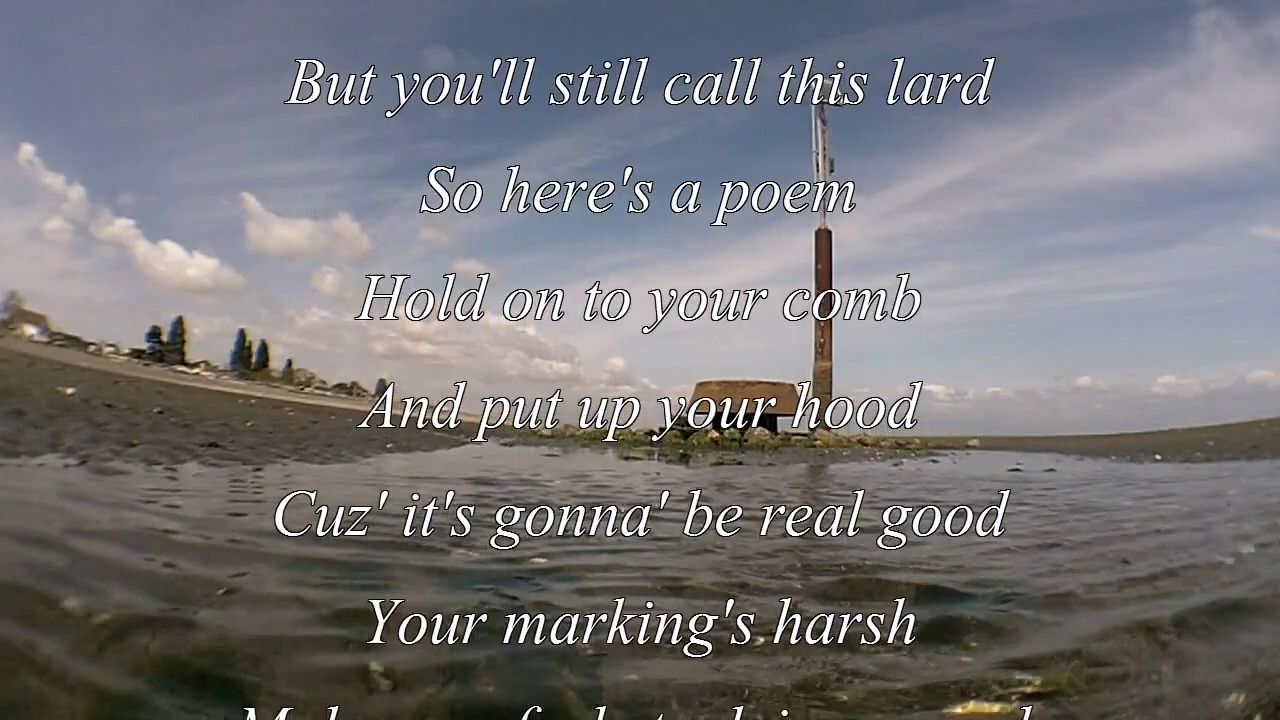 But you'll still call this lard
So here's a poem
Hold on to your comb
And put up your hood
Cuz' it's gonna' be real good
Your marking's harsh